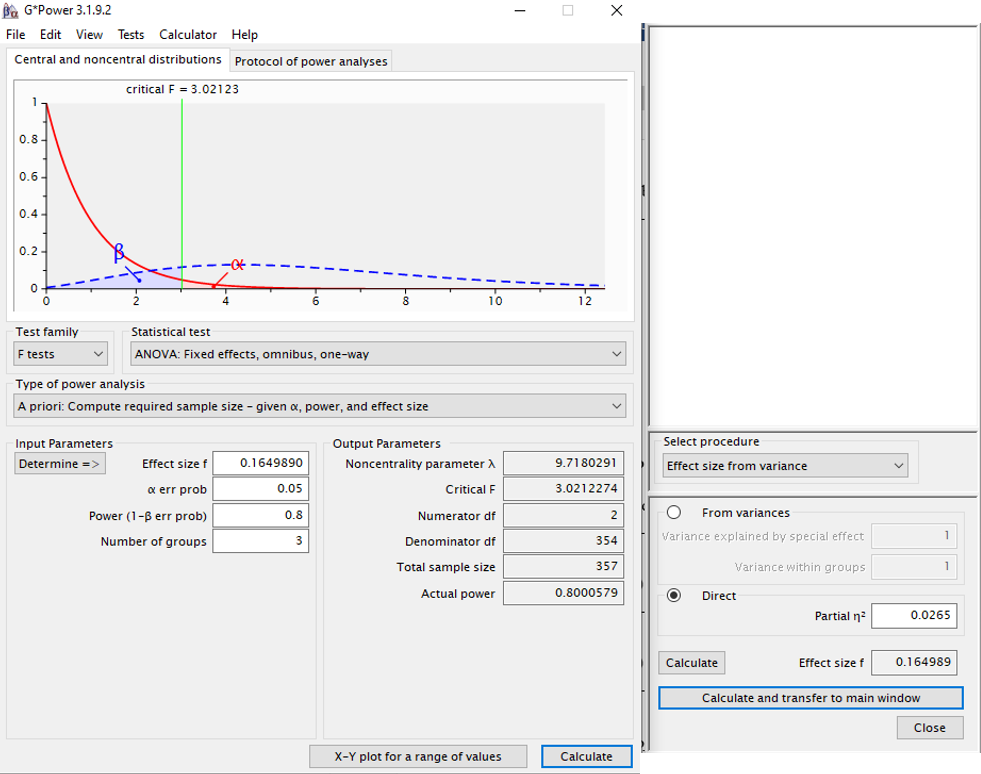 G*Power 3.1.9.2
File Edit View Tests Calculator Help
Central and noncentral distributions Protocol of power analyses
critical F = 3.02123
1
0.8
0.6
0.4
0.2
0
β
α
0 2 4 6 8 10 12
Test family
F tests
Statistical test
ANOVA: Fixed effects, omnibus, one-way
Type of power analysis
A priori: Compute required sample size - given α, power, and effect size
Input Parameters
Determine =>
Effect size f 0.1649890
α err prob 0.05
Power (1-β err prob) 0.8
Number of groups 3
Output Parameters
Noncentrality parameter λ 9.7180291
Critical F 3.0212274
Numerator df 2
Denominator df 354
Total sample size 357
Actual power 0.8000579
X-Y plot for a range of values Calculate
Select procedure
Effect size from variance
From variances
Variance explained by special effect 1
Variance within groups 1
Direct
Partial η² 0.0265
Calculate Effect size f 0.164989
Calculate and transfer to main window
Close